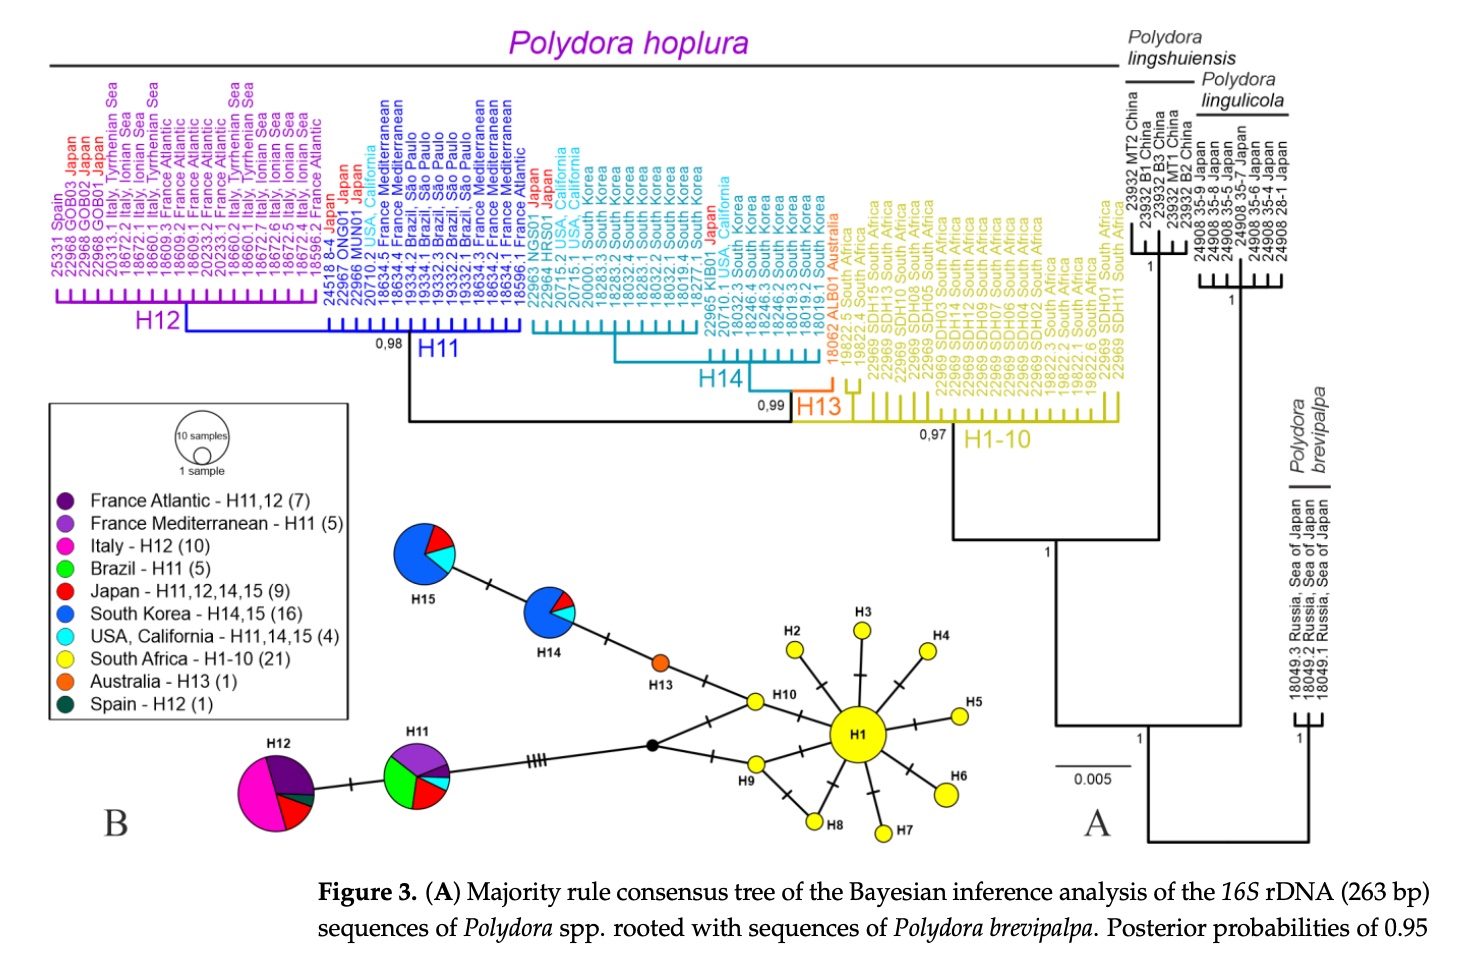 Polydora hoplura
Polydora
lingshuiensis
Polydora
lingulicola
25331 Spain
22968 GOB03 Japan
22968 GOB02 Japan
22968 GOB01 Japan
20313.1 Italy, Tyrrhenian Sea
18672.2 Italy, Ionian Sea
18672.1 Italy, Ionian Sea
18660.1 Italy, Tyrrhenian Sea
18609.3 France Atlantic
18609.2 France Atlantic
18609.1 France Atlantic
20233.2 France Atlantic
20233.1 France Atlantic
18660.2 Italy, Tyrrhenian Sea
18660.1 Italy, Tyrrhenian Sea
18672.7 Italy, Ionian Sea
18672.6 Italy, Ionian Sea
18672.5 Italy, Ionian Sea
18672.4 Italy, Ionian Sea
18596.2 France Atlantic
24518 8-4 Japan
22967 ONG01 Japan
22966 MUN01 Japan
20710.2 USA, California
18634.5 France Mediterranean
18634.4 France Mediterranean
19334.2 Brazil, São Paulo
19334.1 Brazil, São Paulo
19332.3 Brazil, São Paulo
19332.2 Brazil, São Paulo
19332.1 Brazil, São Paulo
18634.3 France Mediterranean
18634.2 France Mediterranean
18634.1 France Mediterranean
18596.1 France Atlantic
22963 NGS01 Japan
22964 HRS01 Japan
20715.2 USA, California
20715.1 USA, California
20000.1 South Korea
18283.3 South Korea
18283.2 South Korea
18032.4 South Korea
18283.1 South Korea
18032.2 South Korea
18032.1 South Korea
18019.4 South Korea
18277.1 South Korea
22965 KIB01 Japan
20710.1 USA, California
18032.3 South Korea
18246.4 South Korea
18246.3 South Korea
18246.2 South Korea
18019.3 South Korea
18019.2 South Korea
18019.1 South Korea
18062 ALB01 Australia
19822.5 South Africa
19822.4 South Africa
22969 SDH15 South Africa
22969 SDH13 South Africa
22969 SDH10 South Africa
22969 SDH08 South Africa
22969 SDH05 South Africa
22969 SDH03 South Africa
22969 SDH14 South Africa
22969 SDH12 South Africa
22969 SDH09 South Africa
22969 SDH07 South Africa
22969 SDH06 South Africa
22969 SDH04 South Africa
22969 SDH02 South Africa
19822.3 South Africa
19822.2 South Africa
19822.1 South Africa
19822.6 South Africa
22969 SDH01 South Africa
22969 SDH11 South Africa
23932 MT2 China
23932 B1 China
23932 B3 China
23932 MT1 China
23932 B2 China
24908 35-9 Japan
24908 35-8 Japan
24908 35-5 Japan
24908 35-7 Japan
24908 35-6 Japan
24908 35-4 Japan
24908 28-1 Japan
H12
0,98
H11
H14
0,99
H13
0,97
H1-10
1
1
1
1
1
Polydora
brevipalpa
18049.3 Russia, Sea of Japan
18049.2 Russia, Sea of Japan
18049.1 Russia, Sea of Japan
0.005
A
10 samples
1 sample
France Atlantic - H11,12 (7)
France Mediterranean - H11 (5)
Italy - H12 (10)
Brazil - H11 (5)
Japan - H11,12,14,15 (9)
South Korea - H14,15 (16)
USA, California - H11,14,15 (4)
South Africa - H1-10 (21)
Australia - H13 (1)
Spain - H12 (1)
H15
H14
H13
H10
H2
H3
H4
H5
H1
H6
H7
H8
H9
H11
H12
B
Figure 3. (A) Majority rule consensus tree of the Bayesian inference analysis of the 16S rDNA (263 bp)
sequences of Polydora spp. rooted with sequences of Polydora brevipalpa. Posterior probabilities of 0.95